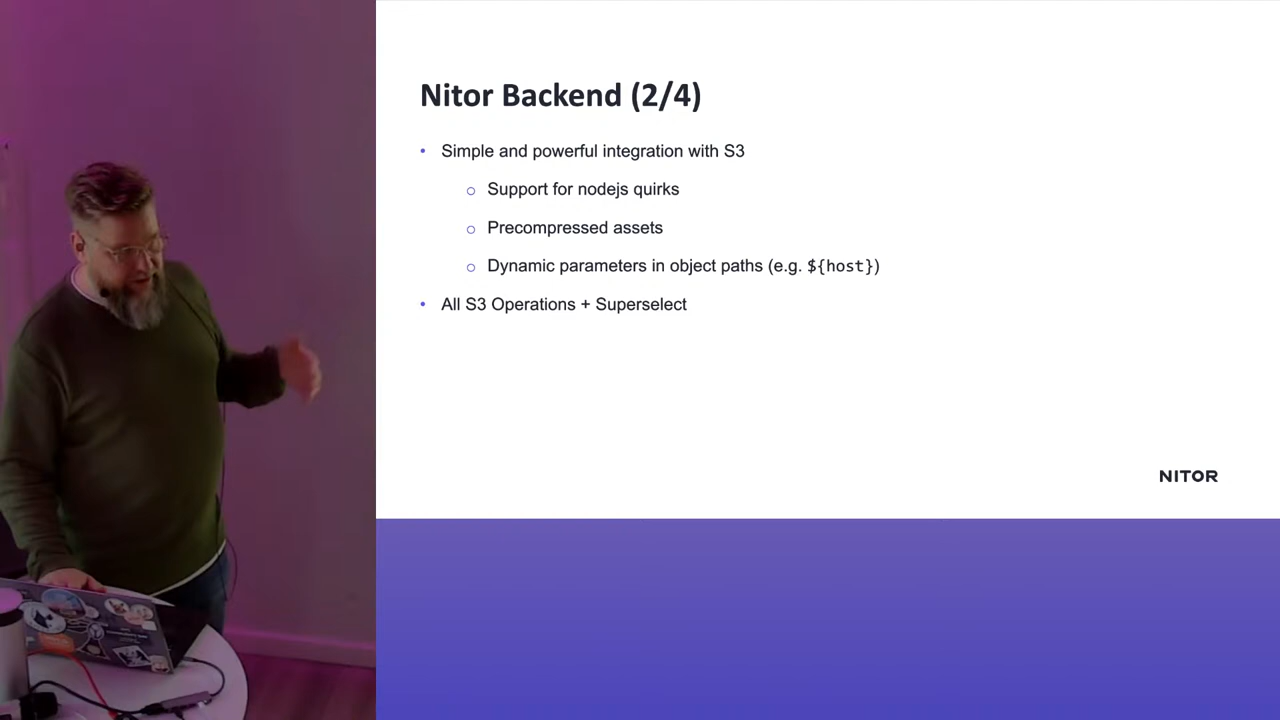 Nitor Backend (2/4)
• Simple and powerful integration with S3
o Support for nodejs quirks
o Precompressed assets
o Dynamic parameters in object paths (e.g. ${host})
• All S3 Operations + Superselect
NITOR